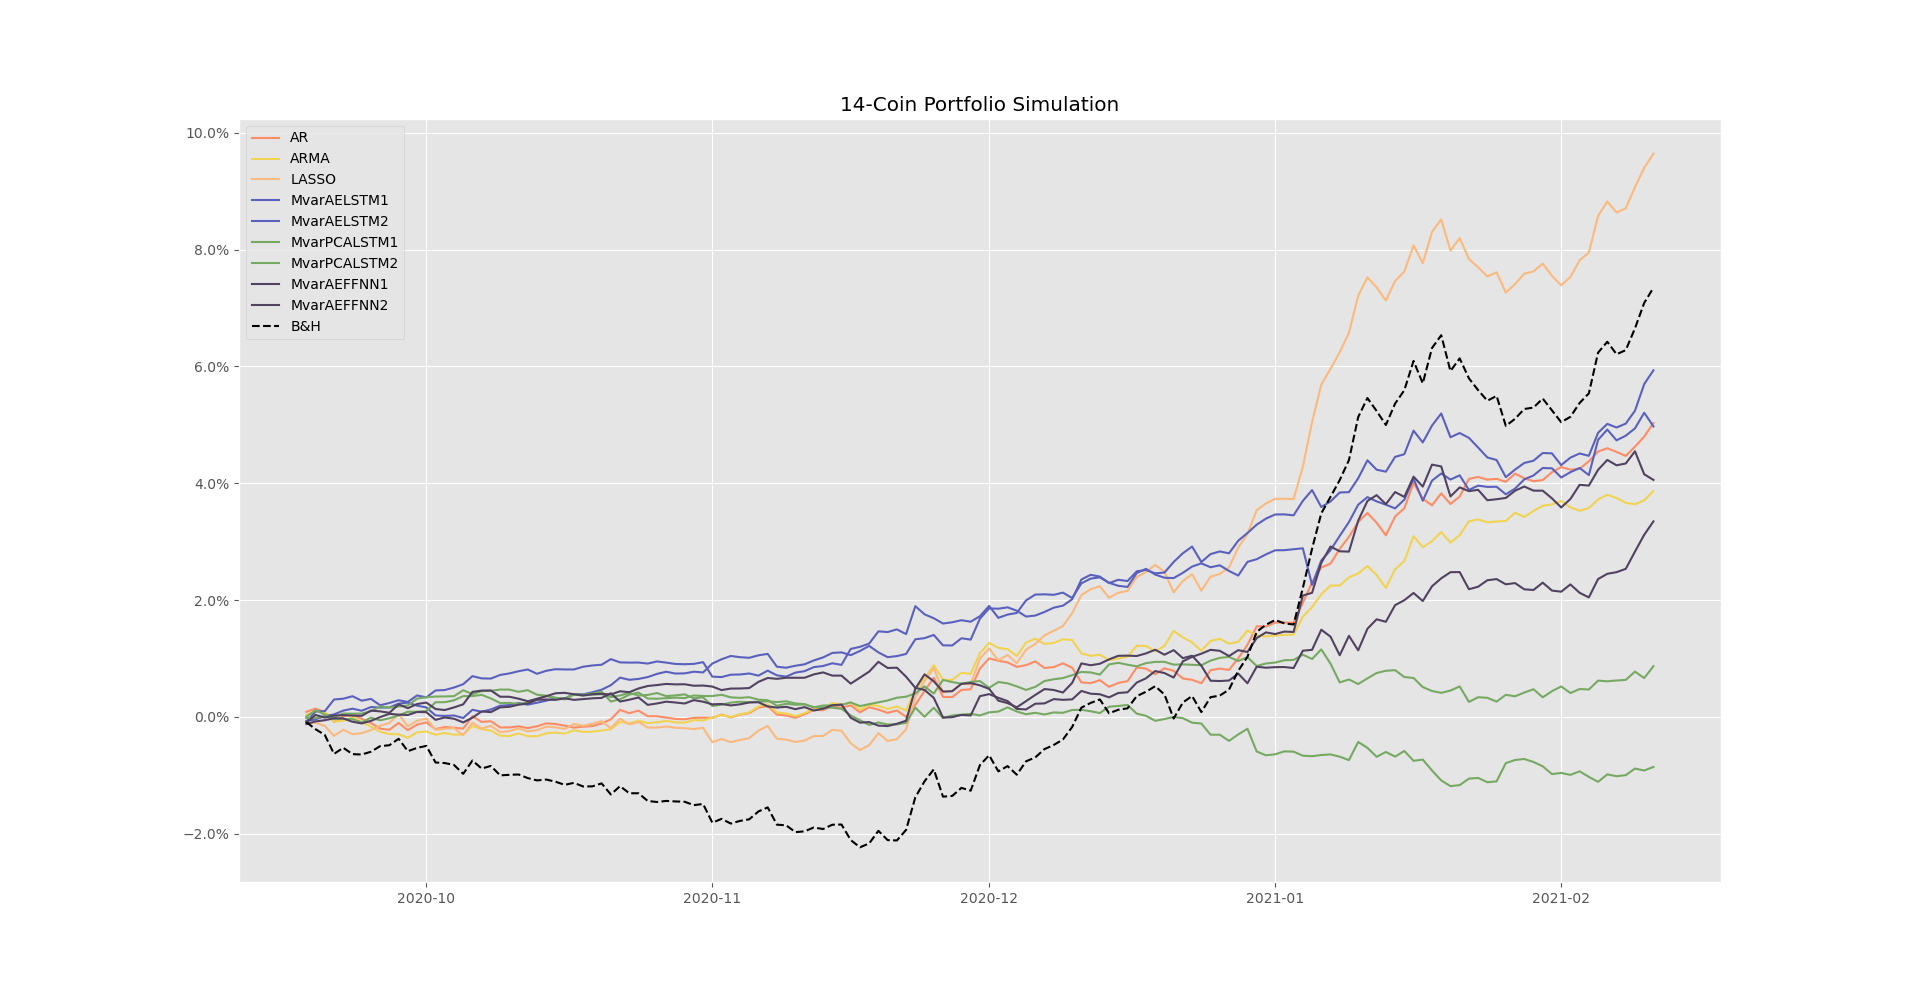 14-Coin Portfolio Simulation
10.0%
8.0%
6.0%
4.0%
2.0%
0.0%
−2.0%
AR
ARMA
LASSO
MvarAELSTM1
MvarAELSTM2
MvarPCALSTM1
MvarPCALSTM2
MvarAEFFNN1
MvarAEFFNN2
B&H
2020-10
2020-11
2020-12
2021-01
2021-02